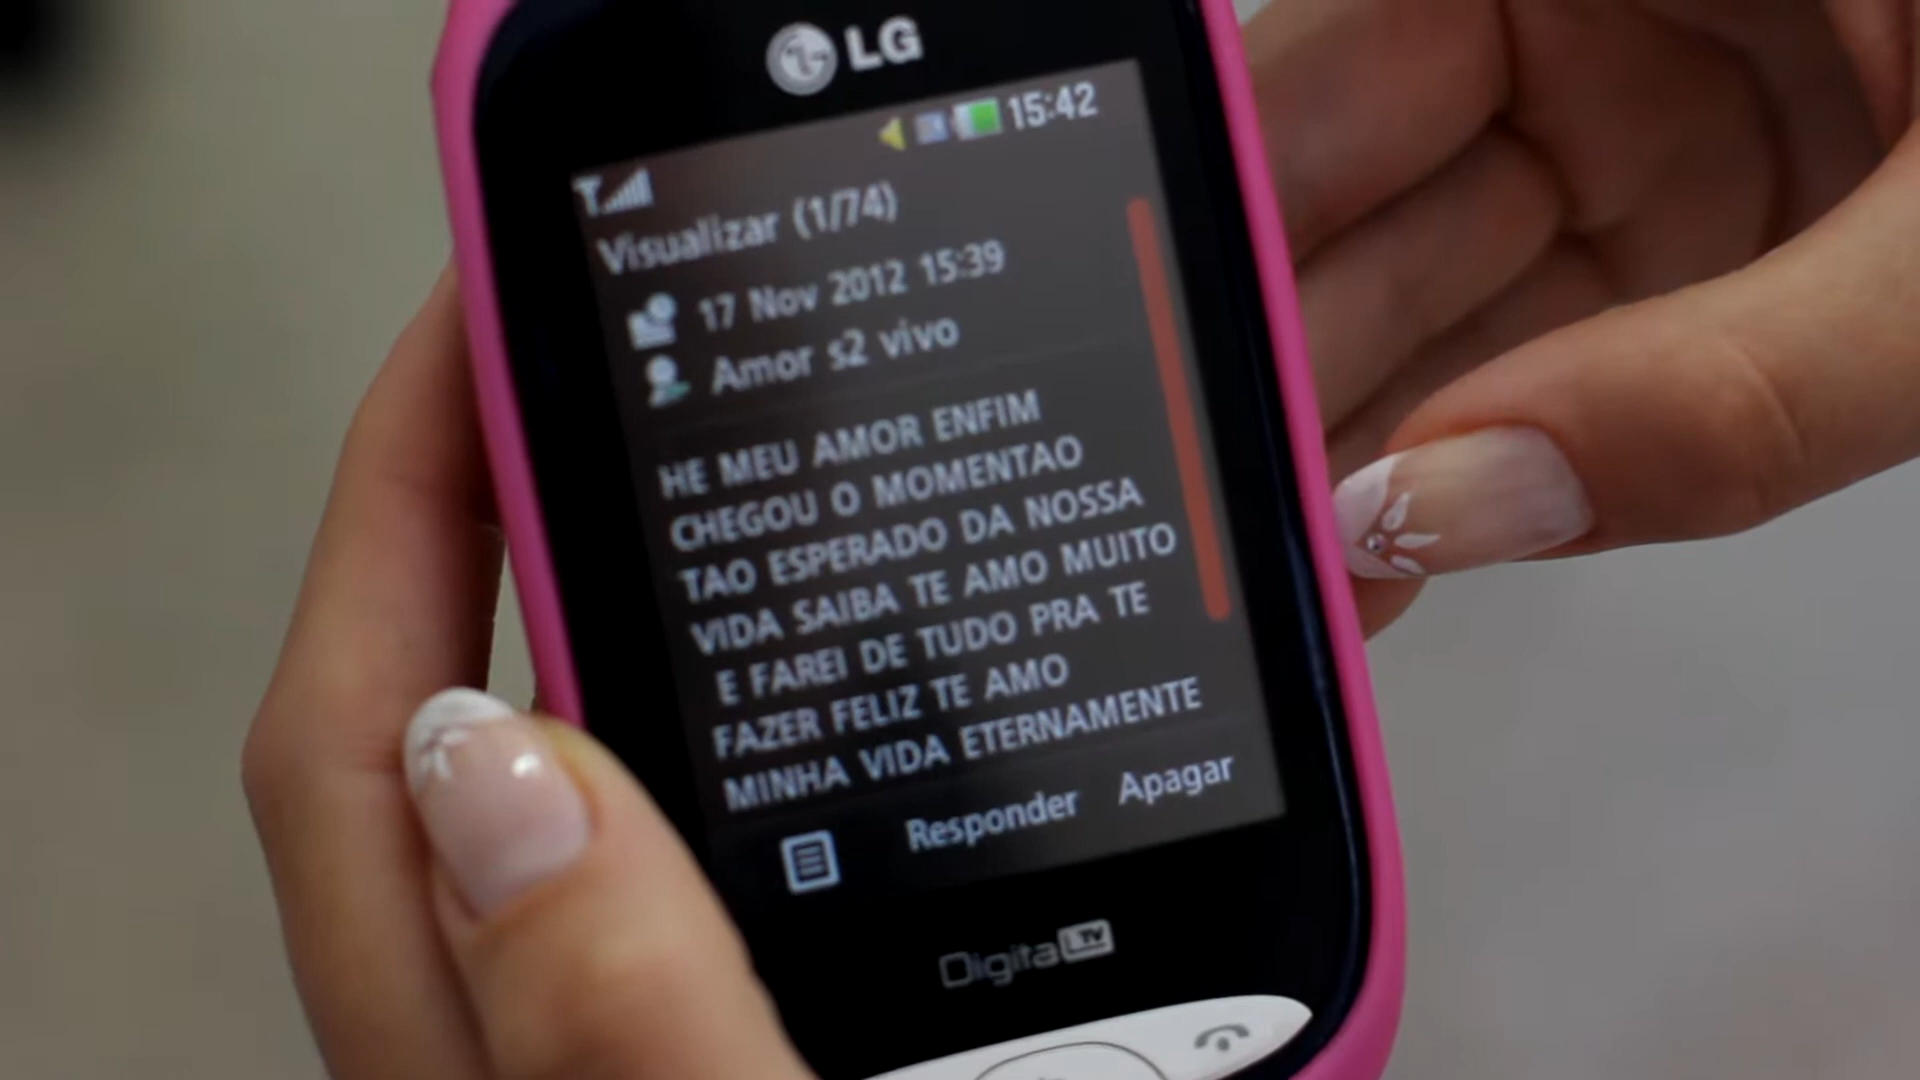 LG
15:42
Visualizar (1/74)
17 Nov 2012 15:39
Amor s2 vivo
HE MEU AMOR ENFIM
CHEGOU O MOMENTAO
TAO ESPERADO DA NOSSA
VIDA SAIBA TE AMO MUITO
E FAREI DE TUDO PRA TE
FAZER FELIZ TE AMO
MINHA VIDA ETERNAMENTE
Responder Apagar
Digital TV